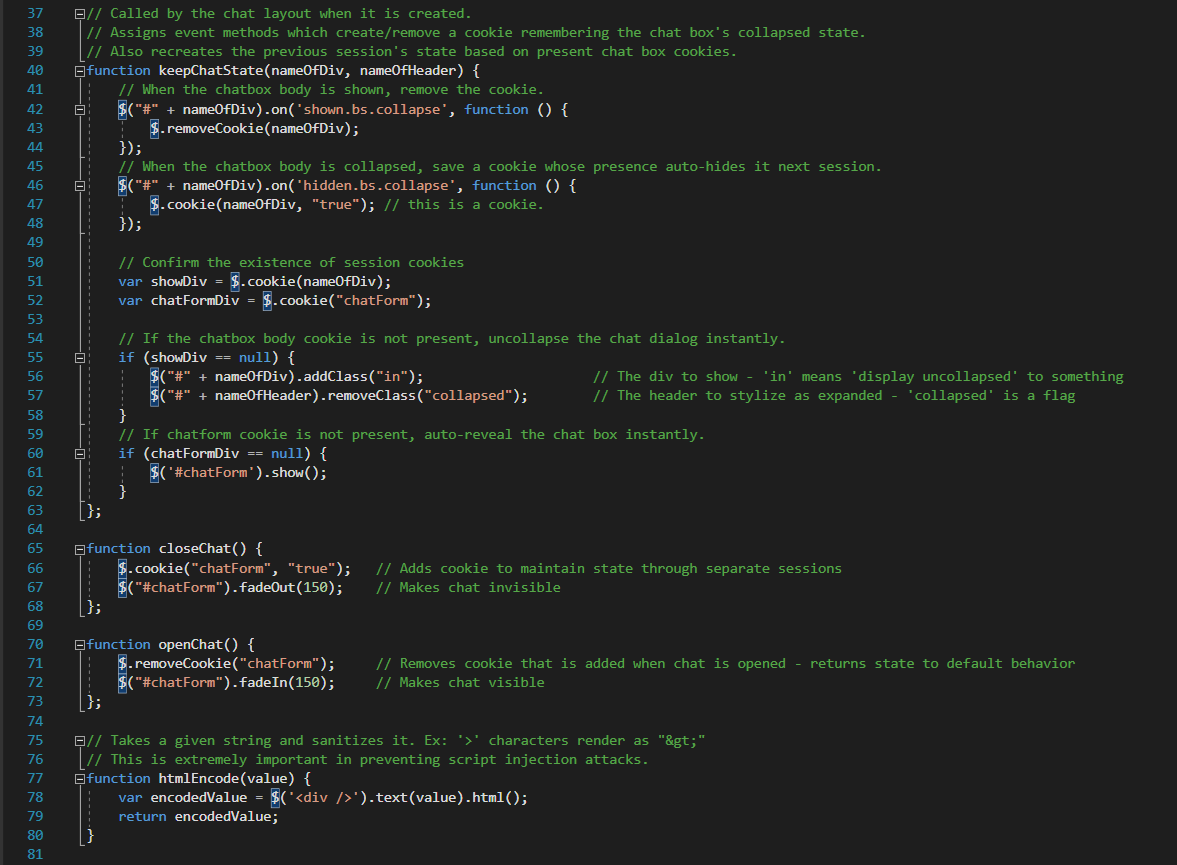 37 // Called by the chat layout when it is created.
38 // Assigns event methods which create/remove a cookie remembering the chat box's collapsed state.
39 // Also recreates the previous session's state based on present chat box cookies.
40 function keepChatState(nameOfDiv, nameOfHeader) {
41     // When the chatbox body is shown, remove the cookie.
42     $("#" + nameOfDiv).on('shown.bs.collapse', function () {
43         $.removeCookie(nameOfDiv);
44     });
45     // When the chatbox body is collapsed, save a cookie whose presence auto-hides it next session.
46     $("#" + nameOfDiv).on('hidden.bs.collapse', function () {
47         $.cookie(nameOfDiv, "true"); // this is a cookie.
48     });
49
50     // Confirm the existence of session cookies
51     var showDiv = $.cookie(nameOfDiv);
52     var chatFormDiv = $.cookie("chatForm");
53
54     // If the chatbox body cookie is not present, uncollapse the chat dialog instantly.
55     if (showDiv == null) {
56         $("#" + nameOfDiv).addClass("in");                     // The div to show - 'in' means 'display uncollapsed' to something
57         $("#" + nameOfHeader).removeClass("collapsed");        // The header to stylize as expanded - 'collapsed' is a flag
58     }
59     // If chatform cookie is not present, auto-reveal the chat box instantly.
60     if (chatFormDiv == null) {
61         $('#chatForm').show();
62     }
63 };
64
65 function closeChat() {
66     $.cookie("chatForm", "true");   // Adds cookie to maintain state through separate sessions
67     $("#chatForm").fadeOut(150);    // Makes chat invisible
68 };
69
70 function openChat() {
71     $.removeCookie("chatForm");     // Removes cookie that is added when chat is opened - returns state to default behavior
72     $("#chatForm").fadeIn(150);     // Makes chat visible
73 };
74
75 // Takes a given string and sanitizes it. Ex: '>' characters render as "&gt;"
76 // This is extremely important in preventing script injection attacks.
77 function htmlEncode(value) {
78     var encodedValue = $('<div />').text(value).html();
79     return encodedValue;
80 }
81